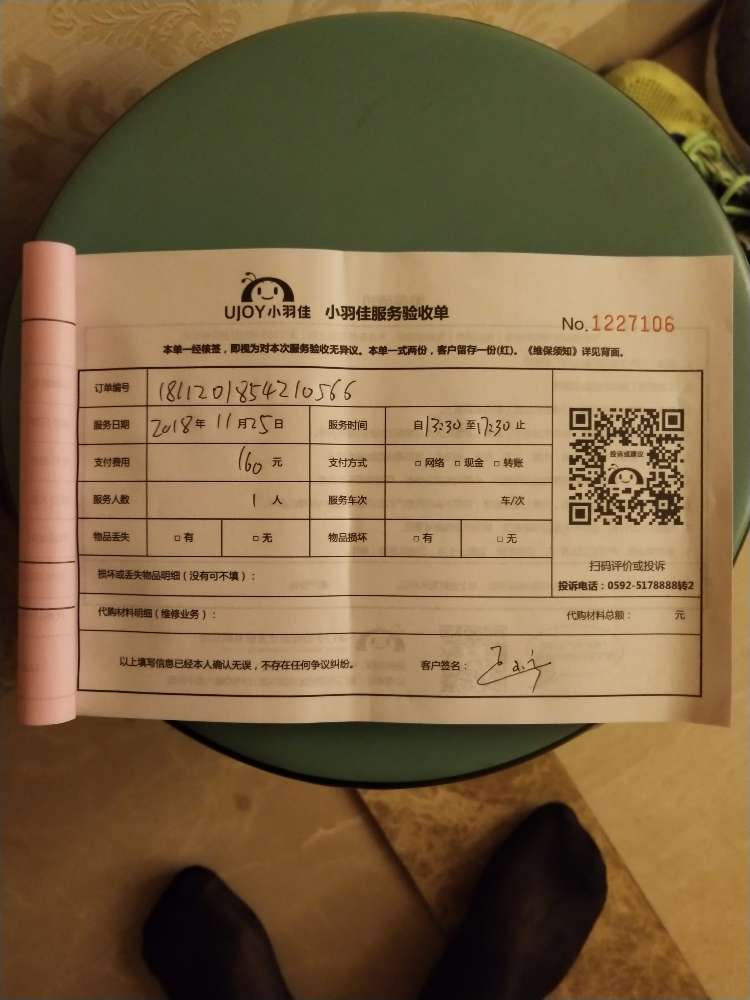 UJOY小羽佳 小羽佳服务验收单
No.1227106
本单一经核签，即视为对本次服务验收无异议。本单一式两份，客户留存一份(红)。《维保须知》详见背面。
订单编号 1811201854210566
服务日期 2018年11月25日 服务时间 自13:30至17:30止
支付费用 160元 支付方式 □网络 □现金 □转账
服务人数 1人 服务车次 车/次
物品丢失 □有 □无 物品损坏 □有 □无
投诉或建议
扫码评价或投诉
投诉电话：0592-5178888转2
损坏或丢失物品明细（没有可不填）：
代购材料明细（维修业务）： 代购材料总额： 元
以上填写信息已经本人确认无误，不存在任何争议纠纷。 客户签名：